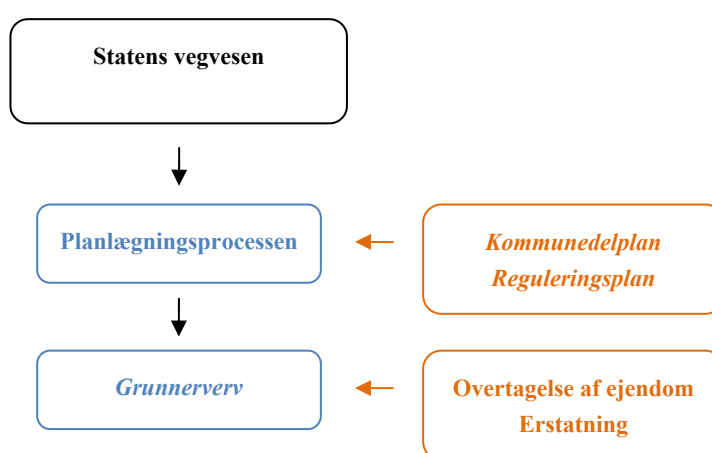 Statens vegvesen
Planlægningsprocessen
Kommunedelplan
Reguleringsplan
Grunnerverv
Overtagelse af ejendom
Erstatning